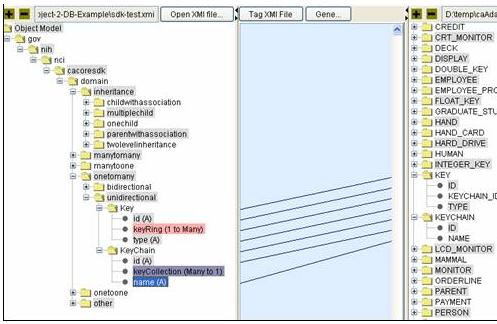 oject-2-DB-Example\sdk-test.xmi
Open XMI file...
Tag XMI File
Gene...
D:\temp\caAda
Object Model
gov
nih
nci
cacoresdk
domain
inheritance
childwithassociation
multiplechild
onechild
parentwithassociation
twolevelinheritance
manytomany
manytoone
onetomany
bidirectional
unidirectional
Key
id (A)
keyRing (1 to Many)
type (A)
KeyChain
id (A)
keyCollection (Many to 1)
name (A)
onetoone
other
CREDIT
CRT_MONITOR
DECK
DISPLAY
DOUBLE_KEY
EMPLOYEE
EMPLOYEE_PRO
FLOAT_KEY
GRADUATE_STU
HAND
HAND_CARD
HARD_DRIVE
HUMAN
INTEGER_KEY
KEY
ID
KEYCHAIN_ID
TYPE
KEYCHAIN
ID
NAME
LCD_MONITOR
MAMMAL
MONITOR
ORDERLINE
PARENT
PAYMENT
PERSON